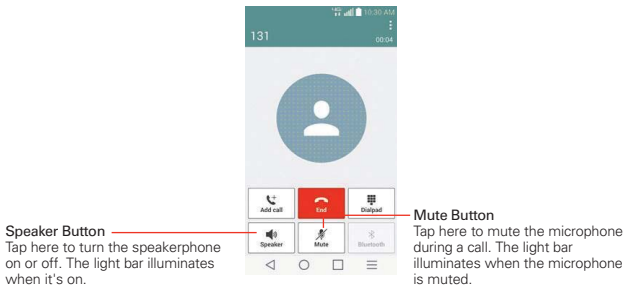 10:30 AM
131
00:04
Add call
End
Dialpad
Speaker
Mute
Bluetooth
Speaker Button
Tap here to turn the speakerphone
on or off. The light bar illuminates
when it's on.
Mute Button
Tap here to mute the microphone
during a call. The light bar
illuminates when the microphone
is muted.